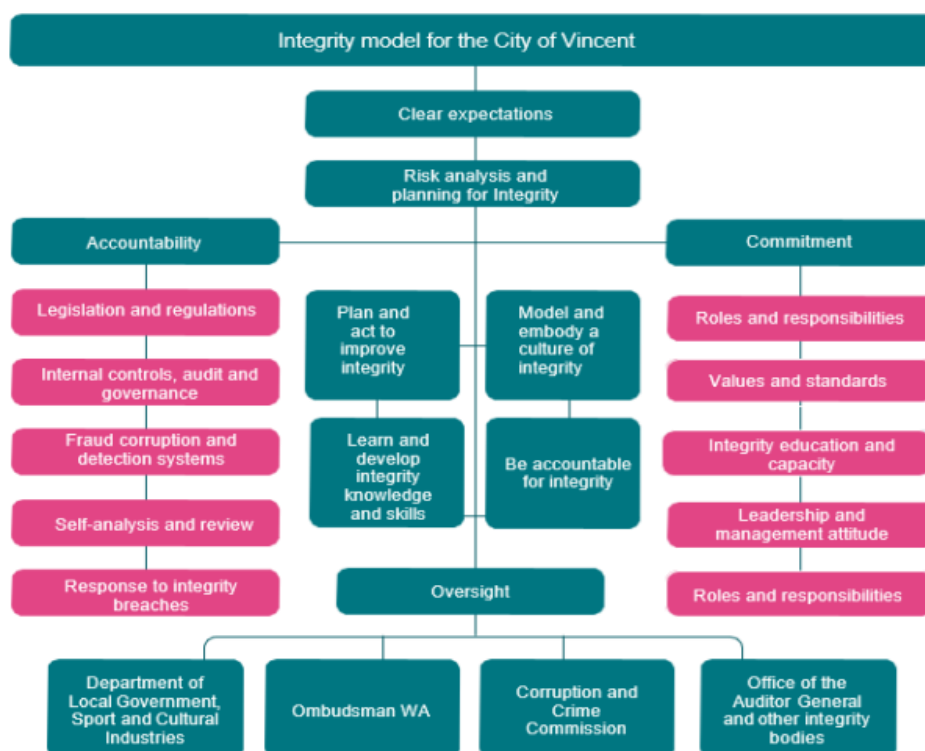 Integrity model for the City of Vincent
Clear expectations
Risk analysis and
planning for Integrity
Accountability
Commitment
Legislation and regulations
Internal controls, audit and
governance
Fraud corruption and
detection systems
Self-analysis and review
Response to integrity
breaches
Plan and
act to
improve
integrity
Model and
embody a
culture of
integrity
Learn and
develop
integrity
knowledge
and skills
Be accountable
for integrity
Roles and responsibilities
Values and standards
Integrity education and
capacity
Leadership and
management attitude
Roles and responsibilities
Oversight
Department of
Local Government,
Sport and Cultural
Industries
Ombudsman WA
Corruption and
Crime
Commission
Office of the
Auditor General
and other integrity
bodies